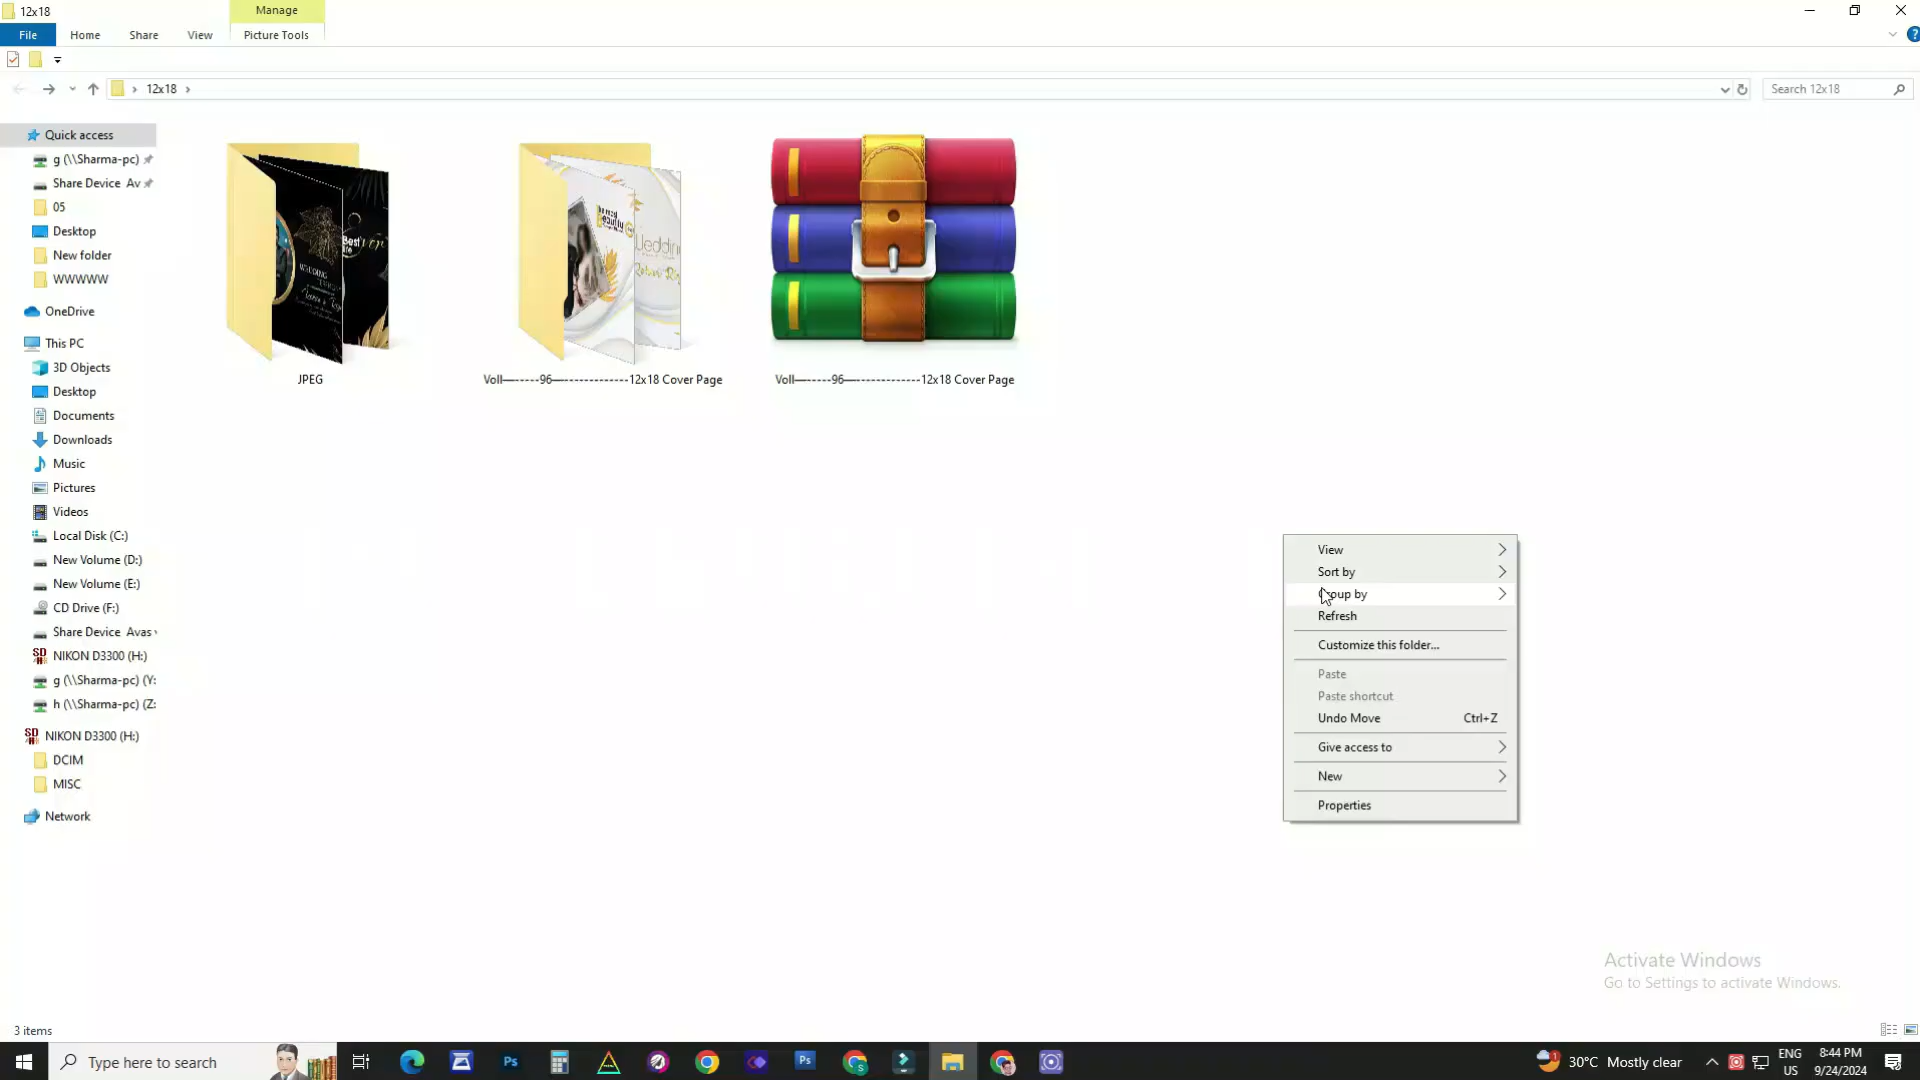 12x18
Manage
File
Home
Share
View
Picture Tools
12x18
Search 12x18
Quick access
g (\\Sharma-pc)
Share Device Av
05
Desktop
New folder
WWWWW
OneDrive
This PC
3D Objects
Desktop
Documents
Downloads
Music
Pictures
Videos
Local Disk (C:)
New Volume (D:)
New Volume (E:)
CD Drive (F:)
Share Device Avas
NIKON D3300 (H:)
g (\\Sharma-pc) (Y:
h (\\Sharma-pc) (Z:
NIKON D3300 (H:)
DCIM
MISC
Network
JPEG
Voll—-----96—--------------12x18 Cover Page
Voll—-----96—--------------12x18 Cover Page
View
Sort by
Group by
Refresh
Customize this folder...
Paste
Paste shortcut
Undo Move Ctrl+Z
Give access to
New
Properties
Activate Windows
Go to Settings to activate Windows.
3 items
Type here to search
30°C Mostly clear
ENG
US
8:44 PM
9/24/2024